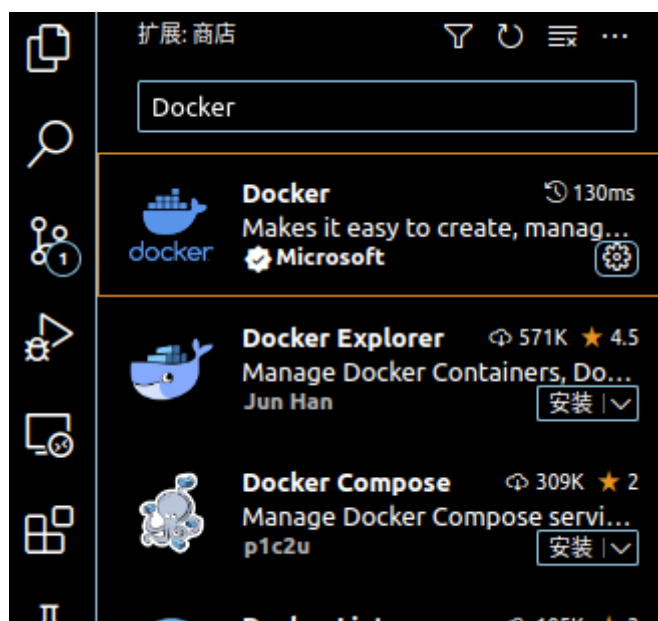 扩展: 商店
Docker
Docker 130ms
Makes it easy to create, manag...
docker
Microsoft
1
Docker Explorer 571K ★ 4.5
Manage Docker Containers, Do...
Jun Han 安装
Docker Compose 309K ★ 2
Manage Docker Compose servi...
p1c2u 安装